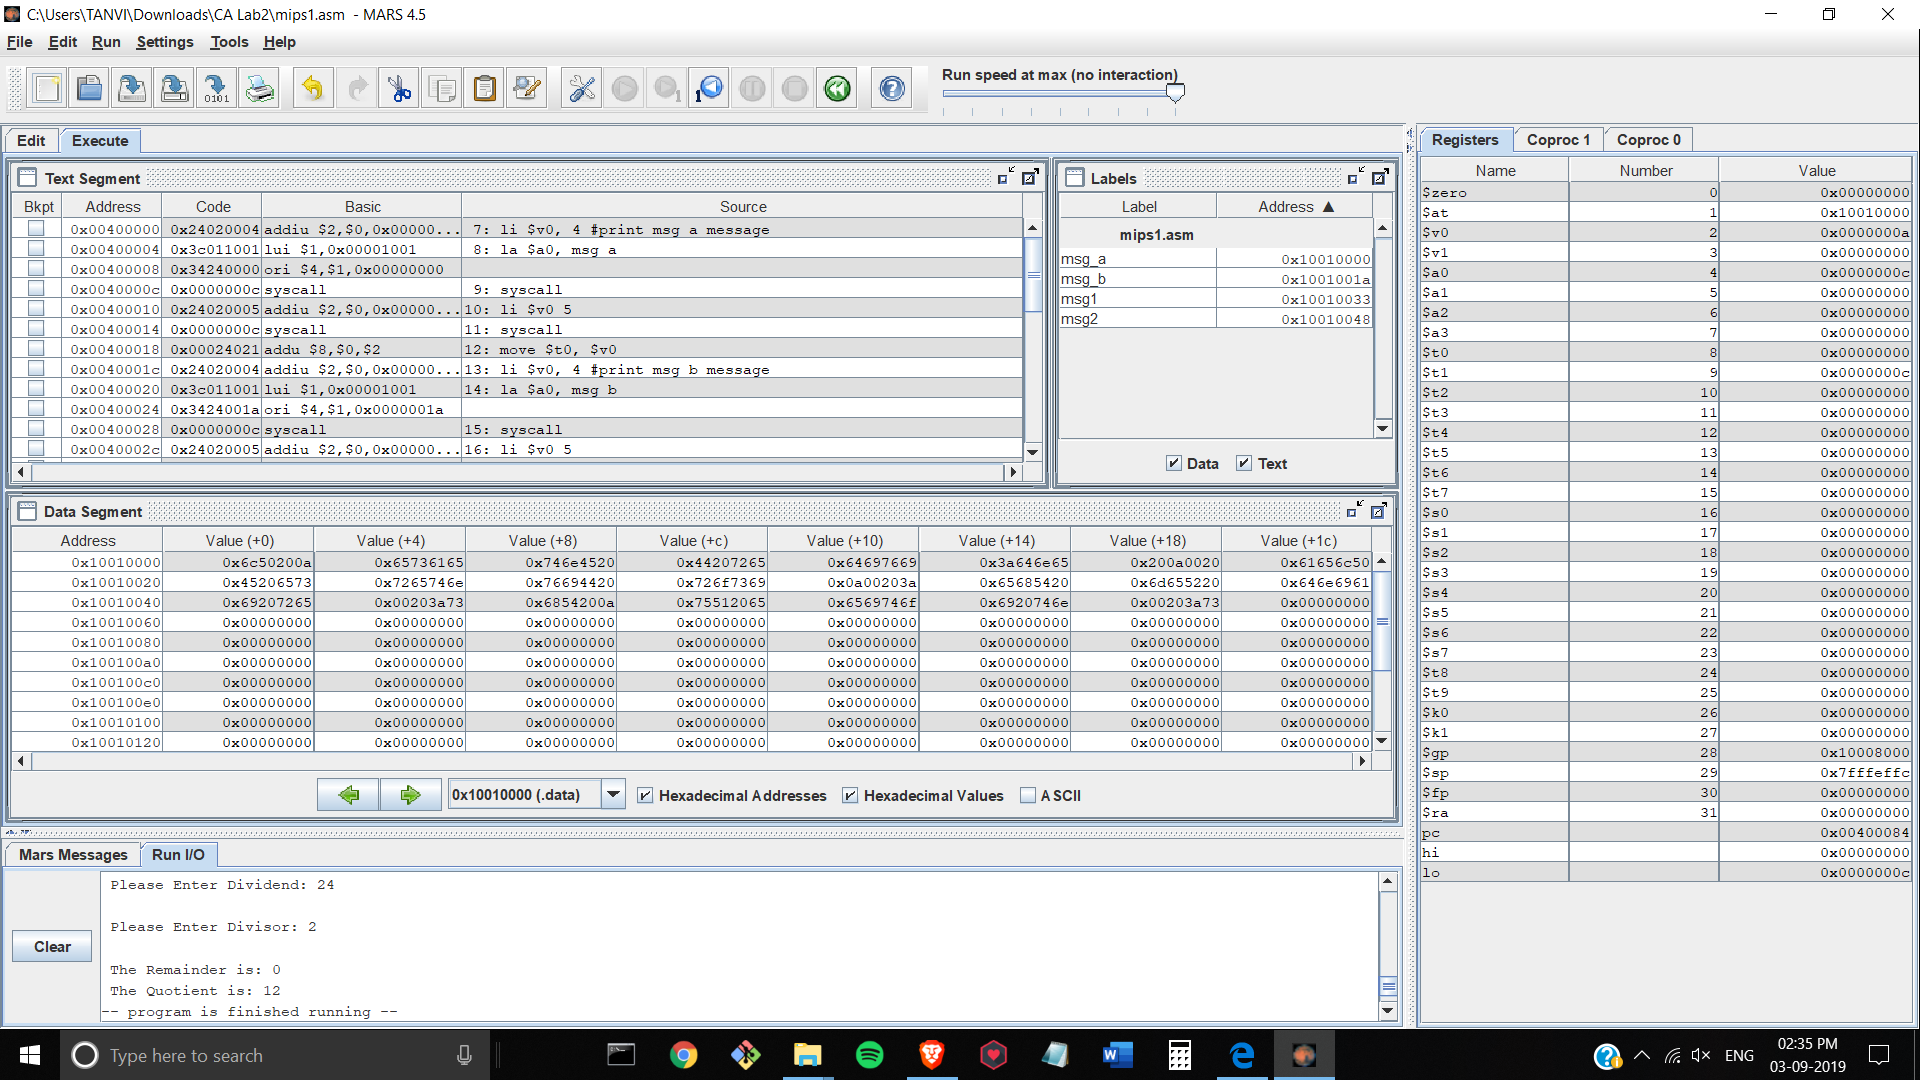 C:\Users\TANVI\Downloads\CA Lab2\mips1.asm - MARS 4.5
File Edit Run Settings Tools Help
Run speed at max (no interaction)
Edit Execute
Text Segment
Bkpt Address Code Basic Source
0x00400000 0x24020004 addiu $2,$0,0x00000... 7: li $v0, 4 #print msg a message
0x00400004 0x3c011001 lui $1,0x00001001 8: la $a0, msg_a
0x00400008 0x34240000 ori $4,$1,0x00000000
0x0040000c 0x0000000c syscall 9: syscall
0x00400010 0x24020005 addiu $2,$0,0x00000... 10: li $v0 5
0x00400014 0x0000000c syscall 11: syscall
0x00400018 0x00024021 addu $8,$0,$2 12: move $t0, $v0
0x0040001c 0x24020004 addiu $2,$0,0x00000... 13: li $v0, 4 #print msg b message
0x00400020 0x3c011001 lui $1,0x00001001 14: la $a0, msg_b
0x00400024 0x3424001a ori $4,$1,0x0000001a
0x00400028 0x0000000c syscall 15: syscall
0x0040002c 0x24020005 addiu $2,$0,0x00000... 16: li $v0 5
Labels
Label Address ▲
mips1.asm
msg_a 0x10010000
msg_b 0x1001001a
msg1 0x10010033
msg2 0x10010048
Data Text
Data Segment
Address Value (+0) Value (+4) Value (+8) Value (+c) Value (+10) Value (+14) Value (+18) Value (+1c)
0x10010000 0x6c50200a 0x65736165 0x746e4520 0x44207265 0x64697669 0x3a646e65 0x200a0020 0x61656c50
0x10010020 0x45206573 0x7265746e 0x76694420 0x726f7369 0x0a00203a 0x65685420 0x6d655220 0x646e6961
0x10010040 0x69207265 0x00203a73 0x6854200a 0x75512065 0x6569746f 0x6920746e 0x00203a73 0x00000000
0x10010060 0x00000000 0x00000000 0x00000000 0x00000000 0x00000000 0x00000000 0x00000000 0x00000000
0x10010080 0x00000000 0x00000000 0x00000000 0x00000000 0x00000000 0x00000000 0x00000000 0x00000000
0x100100a0 0x00000000 0x00000000 0x00000000 0x00000000 0x00000000 0x00000000 0x00000000 0x00000000
0x100100c0 0x00000000 0x00000000 0x00000000 0x00000000 0x00000000 0x00000000 0x00000000 0x00000000
0x100100e0 0x00000000 0x00000000 0x00000000 0x00000000 0x00000000 0x00000000 0x00000000 0x00000000
0x10010100 0x00000000 0x00000000 0x00000000 0x00000000 0x00000000 0x00000000 0x00000000 0x00000000
0x10010120 0x00000000 0x00000000 0x00000000 0x00000000 0x00000000 0x00000000 0x00000000 0x00000000
0x10010000 (.data) Hexadecimal Addresses Hexadecimal Values ASCII
Mars Messages Run I/O
Clear
Please Enter Dividend: 24
Please Enter Divisor: 2
The Remainder is: 0
The Quotient is: 12
-- program is finished running --
Registers Coproc 1 Coproc 0
Name Number Value
$zero 0 0x00000000
$at 1 0x10010000
$v0 2 0x0000000a
$v1 3 0x00000000
$a0 4 0x0000000c
$a1 5 0x00000000
$a2 6 0x00000000
$a3 7 0x00000000
$t0 8 0x00000000
$t1 9 0x0000000c
$t2 10 0x00000000
$t3 11 0x00000000
$t4 12 0x00000000
$t5 13 0x00000000
$t6 14 0x00000000
$t7 15 0x00000000
$s0 16 0x00000000
$s1 17 0x00000000
$s2 18 0x00000000
$s3 19 0x00000000
$s4 20 0x00000000
$s5 21 0x00000000
$s6 22 0x00000000
$s7 23 0x00000000
$t8 24 0x00000000
$t9 25 0x00000000
$k0 26 0x00000000
$k1 27 0x00000000
$gp 28 0x10008000
$sp 29 0x7fffeffc
$fp 30 0x00000000
$ra 31 0x00000000
pc 0x00400084
hi 0x00000000
lo 0x0000000c
Type here to search
ENG
02:35 PM
03-09-2019